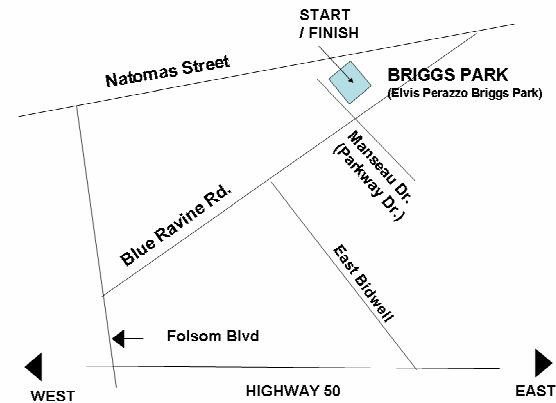 START
/ FINISH
Natomas Street
BRIGGS PARK
(Elvis Perazzo Briggs Park)
Manseau Dr.
(Parkway Dr.)
Blue Ravine Rd.
East Bidwell
Folsom Blvd
WEST
HIGHWAY 50
EAST